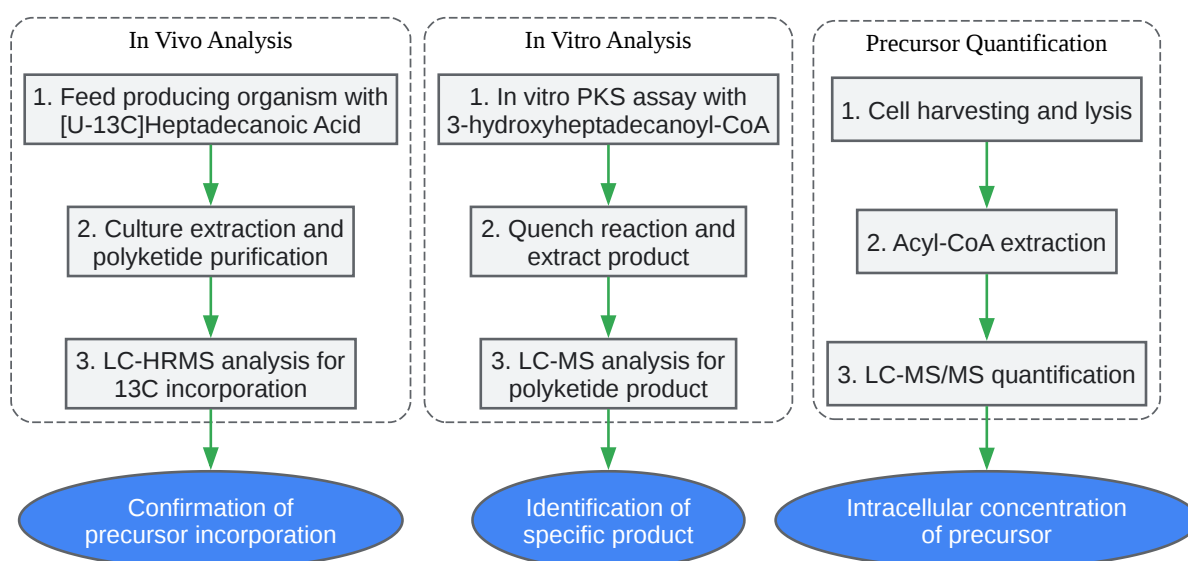 In Vivo Analysis
1. Feed producing organism with
[U-13C]Heptadecanoic Acid
2. Culture extraction and
polyketide purification
3. LC-HRMS analysis for
13C incorporation
Confirmation of
precursor incorporation
In Vitro Analysis
1. In vitro PKS assay with
3-hydroxyheptadecanoyl-CoA
2. Quench reaction and
extract product
3. LC-MS analysis for
polyketide product
Identification of
specific product
Precursor Quantification
1. Cell harvesting and lysis
2. Acyl-CoA extraction
3. LC-MS/MS quantification
Intracellular concentration
of precursor